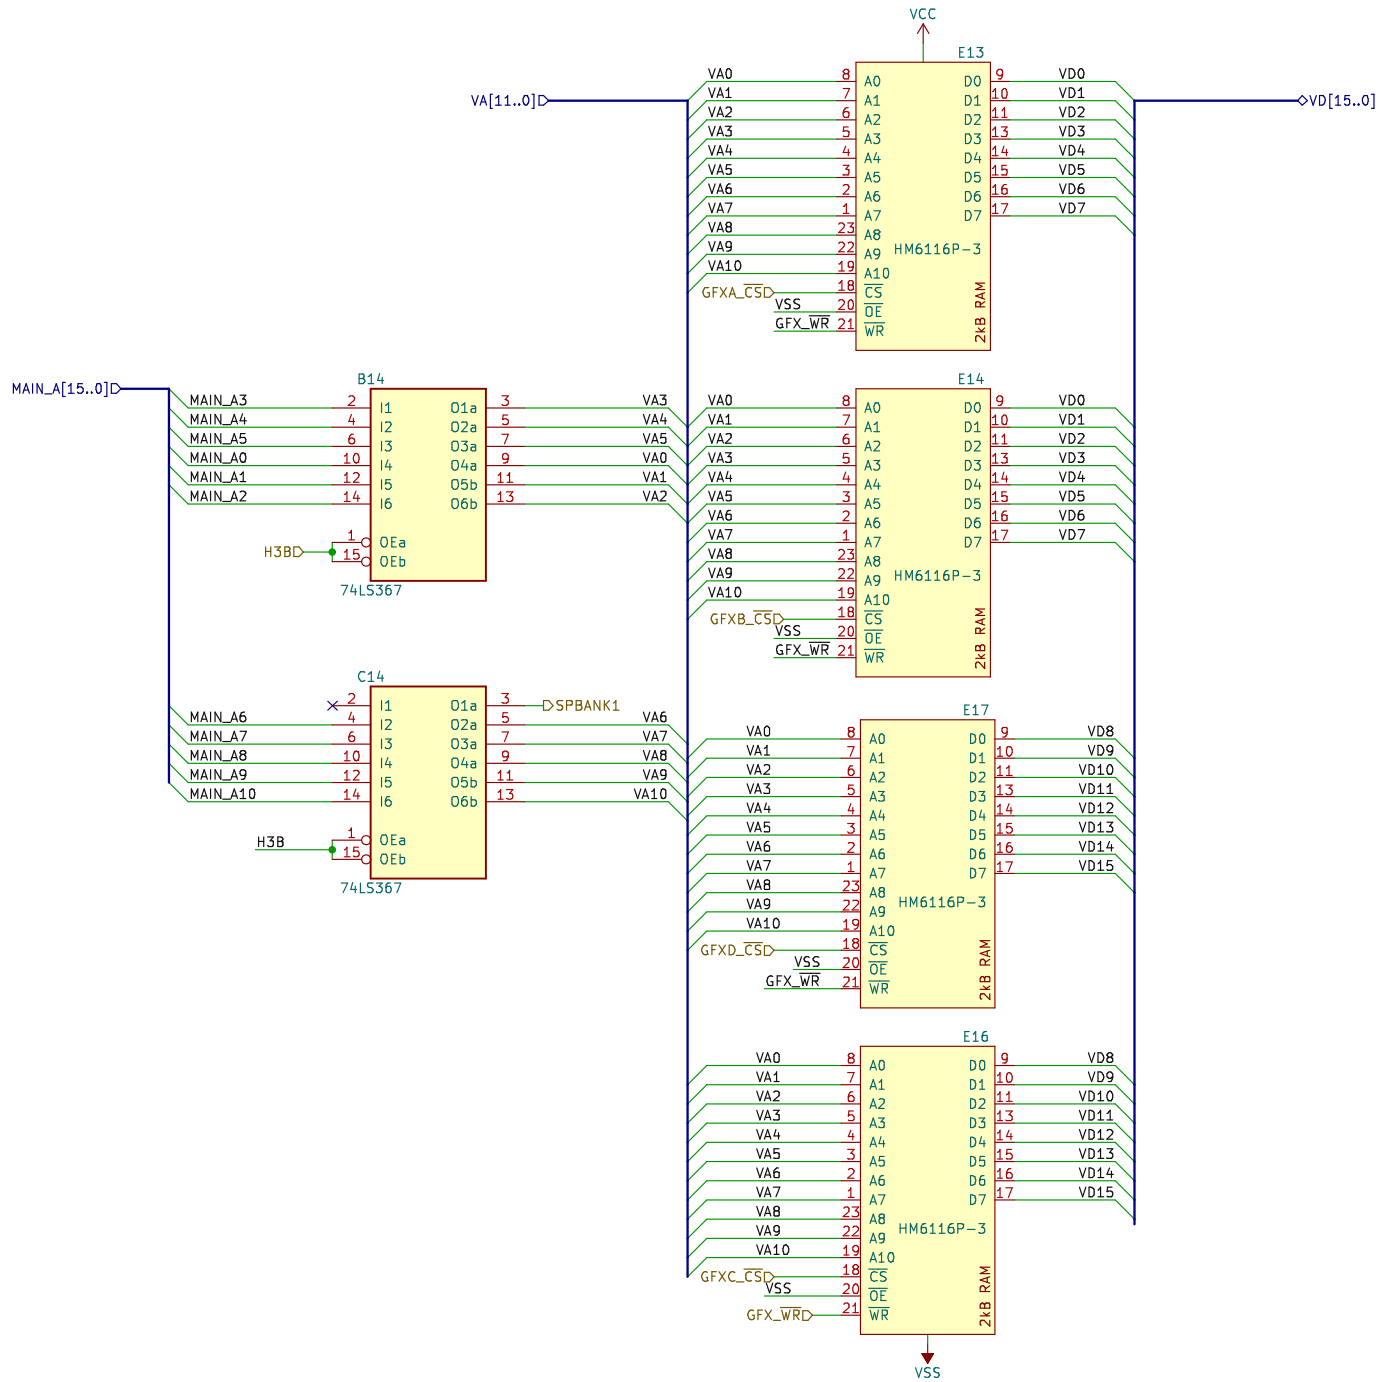 VCC
VA[11..0]
VD[15..0]
E13
VA0 8 A0 D0 9 VD0
VA1 7 A1 D1 10 VD1
VA2 6 A2 D2 11 VD2
VA3 5 A3 D3 13 VD3
VA4 4 A4 D4 14 VD4
VA5 3 A5 D5 15 VD5
VA6 2 A6 D6 16 VD6
VA7 1 A7 D7 17 VD7
VA8 23 A8
VA9 22 A9 HM6116P-3
VA10 19 A10
GFXA_CS 18 CS
VSS 20 OE
GFX_WR 21 WR
2kB RAM
MAIN_A[15..0]
B14
MAIN_A3 2 I1 O1a 3 VA3
MAIN_A4 4 I2 O2a 5 VA4
MAIN_A5 6 I3 O3a 7 VA5
MAIN_A0 10 I4 O4a 9 VA0
MAIN_A1 12 I5 O5b 11 VA1
MAIN_A2 14 I6 O6b 13 VA2
1 OEa
H3B
15 OEb
74LS367
E14
VA0 8 A0 D0 9 VD0
VA1 7 A1 D1 10 VD1
VA2 6 A2 D2 11 VD2
VA3 5 A3 D3 13 VD3
VA4 4 A4 D4 14 VD4
VA5 3 A5 D5 15 VD5
VA6 2 A6 D6 16 VD6
VA7 1 A7 D7 17 VD7
VA8 23 A8
VA9 22 A9 HM6116P-3
VA10 19 A10
GFXB_CS 18 CS
VSS 20 OE
GFX_WR 21 WR
2kB RAM
C14
2 I1 O1a 3 SPBANK1
MAIN_A6 4 I2 O2a 5 VA6
MAIN_A7 6 I3 O3a 7 VA7
MAIN_A8 10 I4 O4a 9 VA8
MAIN_A9 12 I5 O5b 11 VA9
MAIN_A10 14 I6 O6b 13 VA10
1 OEa
H3B
15 OEb
74LS367
E17
VA0 8 A0 D0 9 VD8
VA1 7 A1 D1 10 VD9
VA2 6 A2 D2 11 VD10
VA3 5 A3 D3 13 VD11
VA4 4 A4 D4 14 VD12
VA5 3 A5 D5 15 VD13
VA6 2 A6 D6 16 VD14
VA7 1 A7 D7 17 VD15
VA8 23 A8
VA9 22 A9 HM6116P-3
VA10 19 A10
GFXD_CS 18 CS
VSS 20 OE
GFX_WR 21 WR
2kB RAM
E16
VA0 8 A0 D0 9 VD8
VA1 7 A1 D1 10 VD9
VA2 6 A2 D2 11 VD10
VA3 5 A3 D3 13 VD11
VA4 4 A4 D4 14 VD12
VA5 3 A5 D5 15 VD13
VA6 2 A6 D6 16 VD14
VA7 1 A7 D7 17 VD15
VA8 23 A8
VA9 22 A9 HM6116P-3
VA10 19 A10
GFXC_CS 18 CS
VSS 20 OE
GFX_WR 21 WR
2kB RAM
VSS